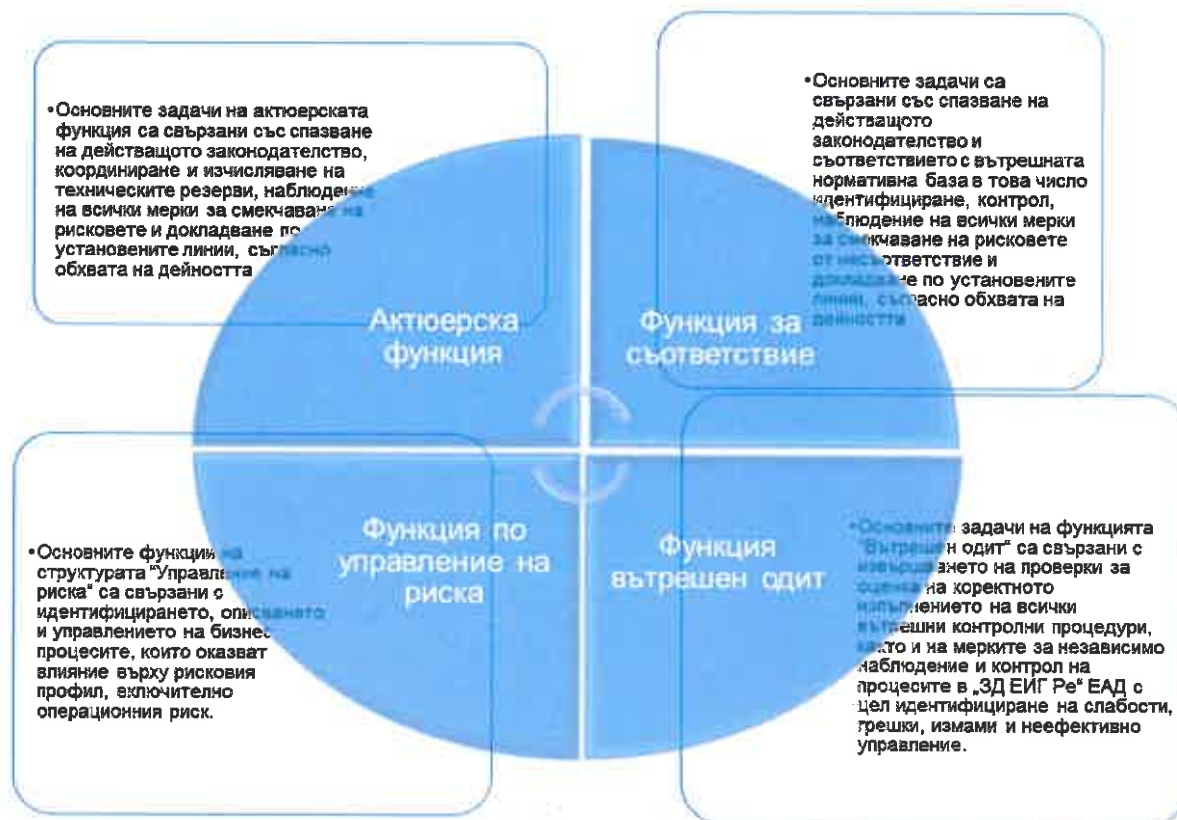 •Основните задачи на актюерската
функция са свързани със спазване
на действащото законодателство,
координиране и изчисляване на
техническите резерви, наблюдение
на всички мерки за смекчаване на
рисковете и докладване по
установените линии, съгласно
обхвата на дейността
•Основните задачи са
свързани със спазване на
действащото
законодателство и
съответствието с вътрешната
нормативна база в това число
идентифициране, контрол,
наблюдение на всички мерки
за смекчаване на рисковете
от несъответствие и
докладване по установените
линии, съгласно обхвата на
дейността
Актюерска
функция
Функция за
съответствие
Функция по
управление на
риска
Функция
вътрешен одит
•Основните функции на
структурата "Управление на
риска" са свързани с
идентифицирането, описването
и управлението на бизнес
процесите, които оказват
влияние върху рисковия
профил, включително
операционния риск.
•Основните задачи на функцията
"Вътрешен одит" са свързани с
извършването на проверки за
оценка на коректното
изпълнението на всички
вътрешни контролни процедури,
както и на мерките за независимо
наблюдение и контрол на
процесите в „ЗД ЕИГ Ре" ЕАД с
цел идентифициране на слабости,
грешки, измами и неефективно
управление.